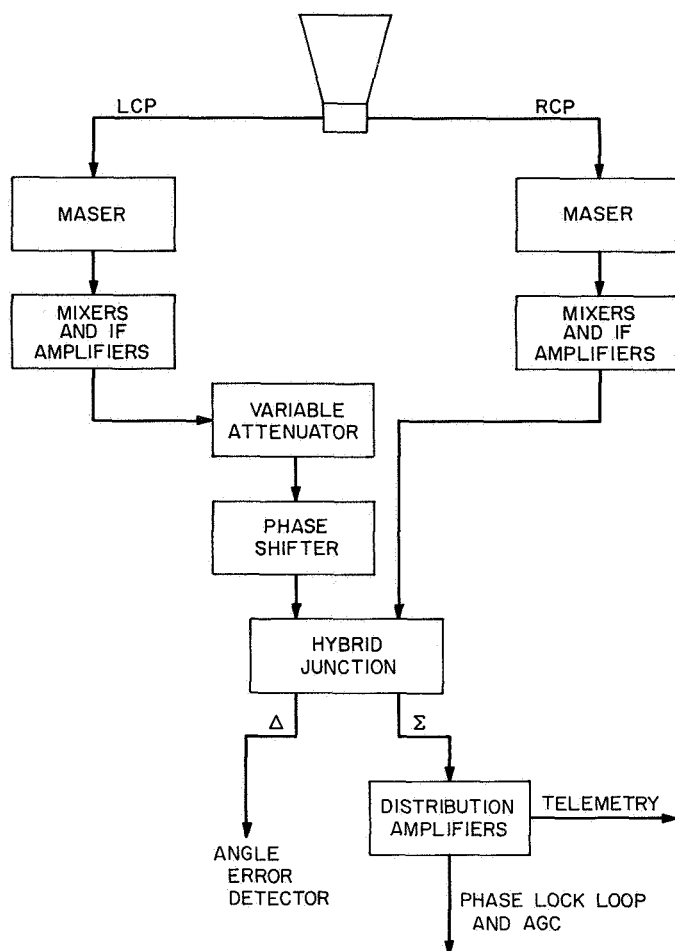 LCP
RCP
MASER
MASER
MIXERS
AND IF
AMPLIFIERS
MIXERS
AND IF
AMPLIFIERS
VARIABLE
ATTENUATOR
PHASE
SHIFTER
HYBRID
JUNCTION
Δ
Σ
DISTRIBUTION
AMPLIFIERS
TELEMETRY
ANGLE
ERROR
DETECTOR
PHASE LOCK LOOP
AND AGC